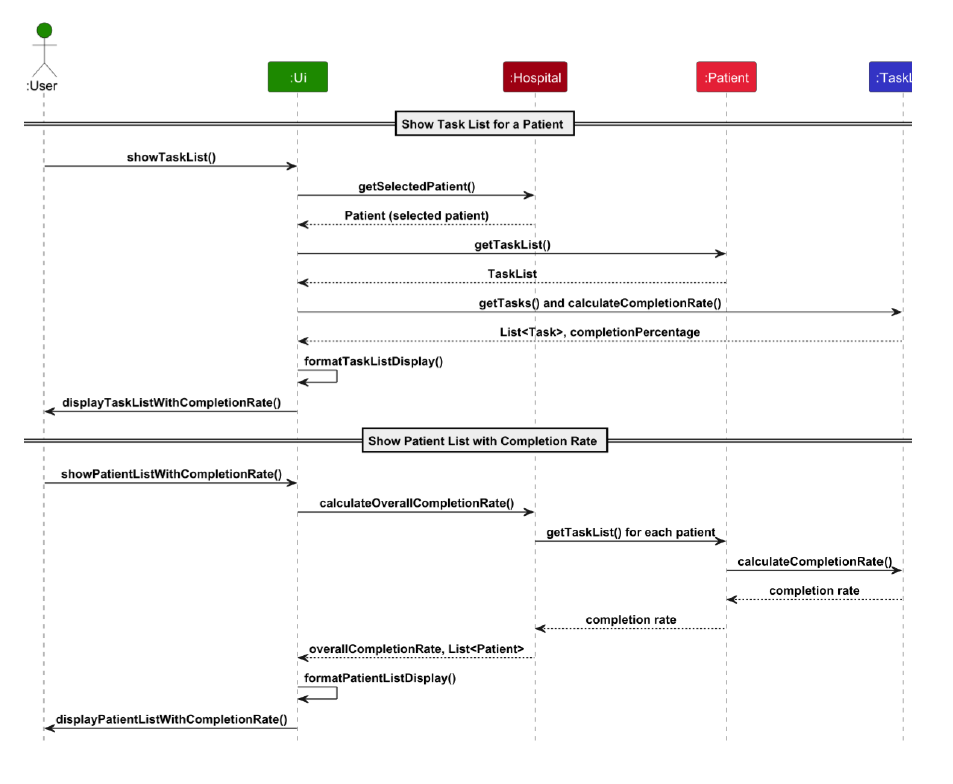 :User
:Ui
:Hospital
:Patient
:TaskL
Show Task List for a Patient
showTaskList()
getSelectedPatient()
Patient (selected patient)
getTaskList()
TaskList
getTasks() and calculateCompletionRate()
List<Task>, completionPercentage
formatTaskListDisplay()
displayTaskListWithCompletionRate()
Show Patient List with Completion Rate
showPatientListWithCompletionRate()
calculateOverallCompletionRate()
getTaskList() for each patient
calculateCompletionRate()
completion rate
completion rate
overallCompletionRate, List<Patient>
formatPatientListDisplay()
displayPatientListWithCompletionRate()